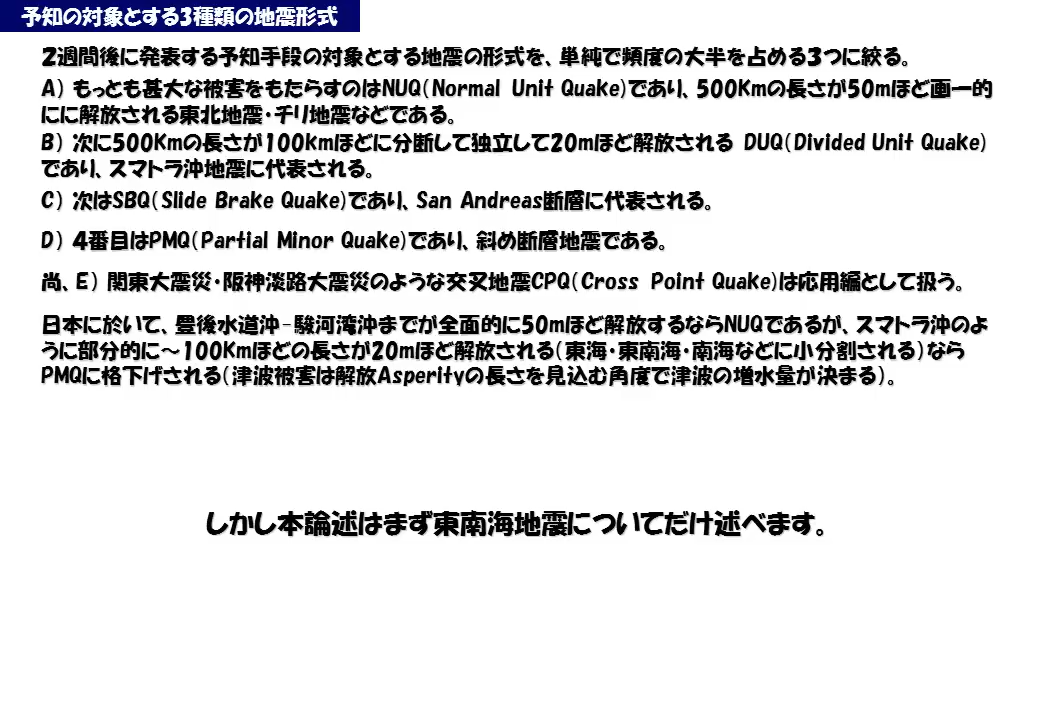 予知の対象とする3種類の地震形式
2週間後に発表する予知手段の対象とする地震の形式を、単純で頻度の大半を占める3つに絞る。
A) もっとも甚大な被害をもたらすのはNUQ(Normal Unit Quake)であり、500Kmの長さが50mほど画一的
にに解放される東北地震・チリ地震などである。
B) 次に500Kmの長さが100kmほどに分断して独立して20mほど解放される DUQ(Divided Unit Quake)
であり、スマトラ沖地震に代表される。
C) 次はSBQ(Slide Brake Quake)であり、San Andreas断層に代表される。
D) 4番目はPMQ(Partial Minor Quake)であり、斜め断層地震である。
尚、E) 関東大震災・阪神淡路大震災のような交叉地震CPQ(Cross Point Quake)は応用編として扱う。
日本に於いて、豊後水道沖-駿河湾沖までが全面的に50mほど解放するならNUQであるが、スマトラ沖のよ
うに部分的に～100Kmほどの長さが20mほど解放される(東海・東南海・南海などに小分割される)なら
PMQに格下げされる(津波被害は解放Asperityの長さを見込む角度で津波の増水量が決まる)。
しかし本論述はまず東南海地震についてだけ述べます。